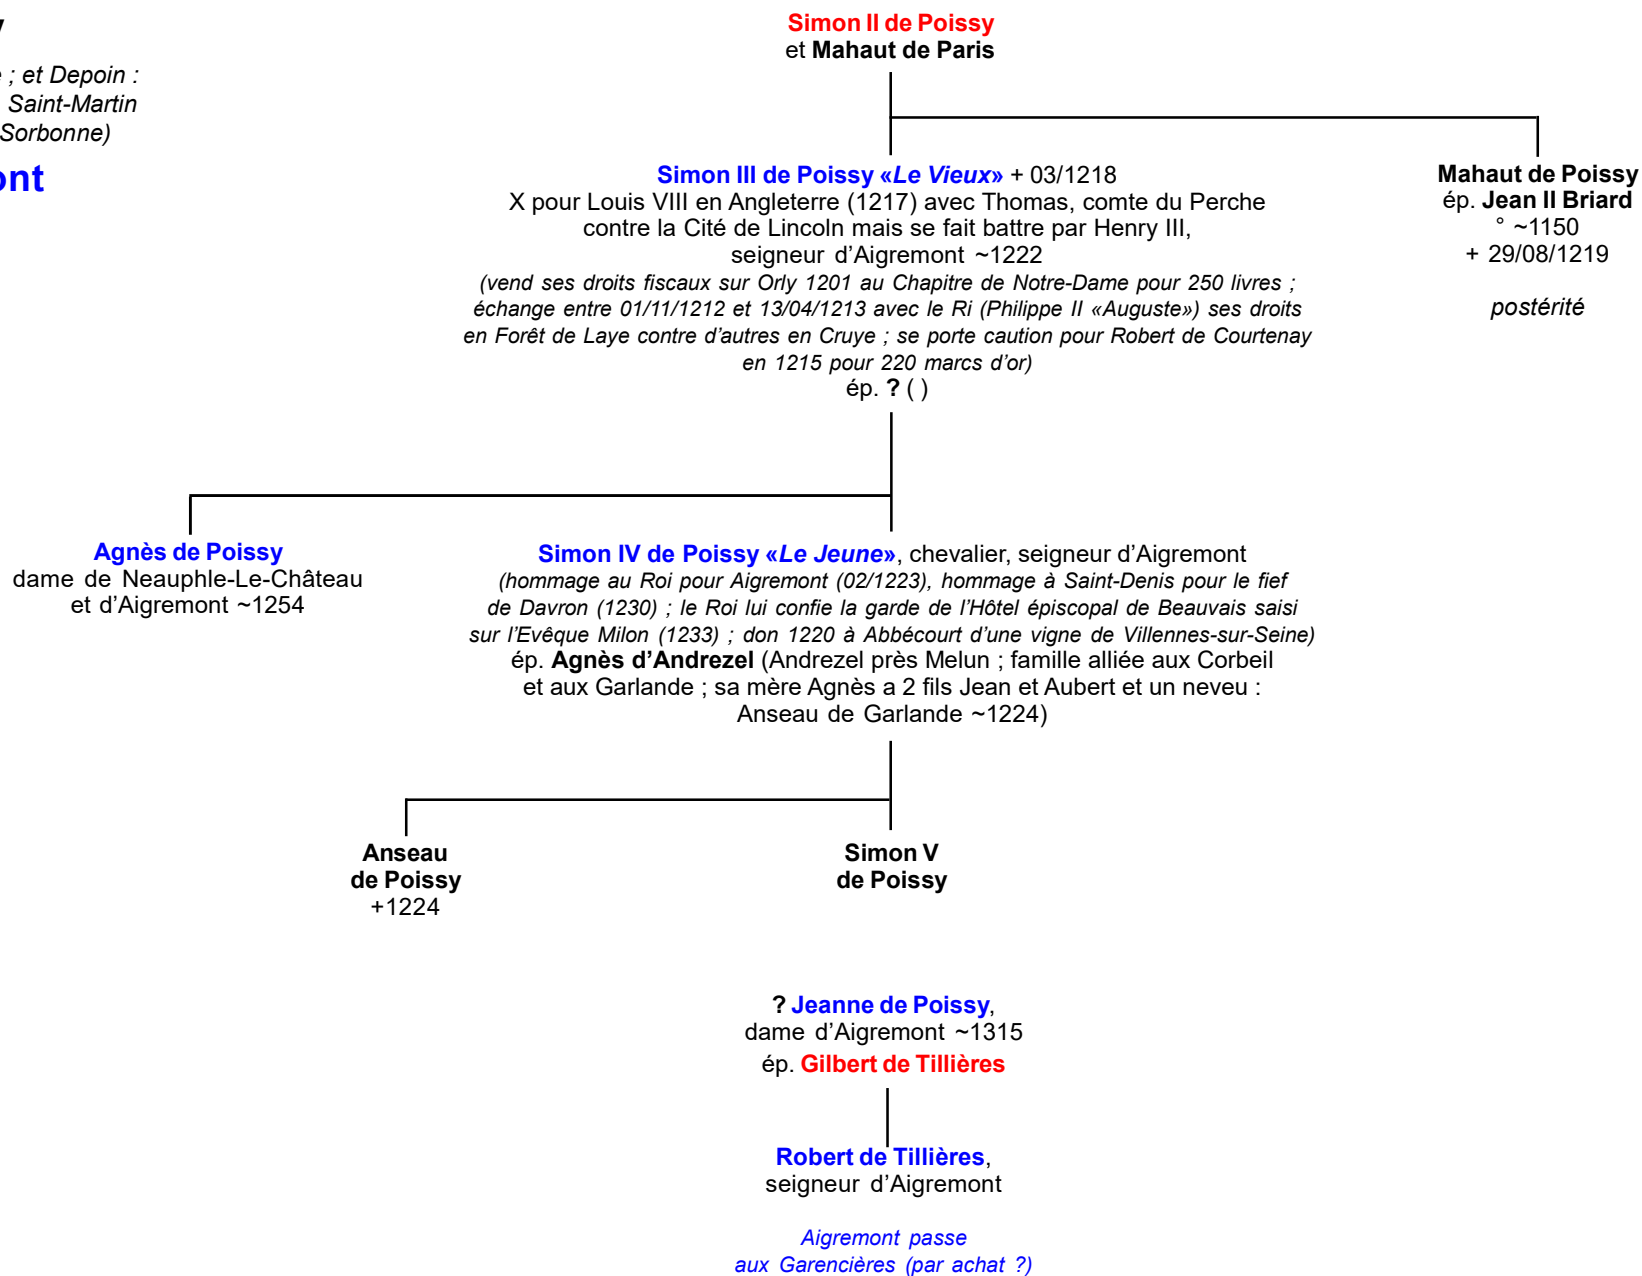 ; et Depoin :
Saint-Martin
Sorbonne)
Simon II de Poissy
et Mahaut de Paris
Simon III de Poissy «Le Vieux» + 03/1218
X pour Louis VIII en Angleterre (1217) avec Thomas, comte du Perche
contre la Cité de Lincoln mais se fait battre par Henry III,
seigneur d'Aigremont ~1222
(vend ses droits fiscaux sur Orly 1201 au Chapitre de Notre-Dame pour 250 livres ;
échange entre 01/11/1212 et 13/04/1213 avec le Ri (Philippe II «Auguste») ses droits
en Forêt de Laye contre d'autres en Cruye ; se porte caution pour Robert de Courtenay
en 1215 pour 220 marcs d'or)
ép. ? ( )
Mahaut de Poissy
ép. Jean II Briard
° ~1150
+ 29/08/1219
postérité
Agnès de Poissy
dame de Neauphle-Le-Château
et d'Aigremont ~1254
Simon IV de Poissy «Le Jeune», chevalier, seigneur d'Aigremont
(hommage au Roi pour Aigremont (02/1223), hommage à Saint-Denis pour le fief
de Davron (1230) ; le Roi lui confie la garde de l'Hôtel épiscopal de Beauvais saisi
sur l'Evêque Milon (1233) ; don 1220 à Abbécourt d'une vigne de Villennes-sur-Seine)
ép. Agnès d'Andrezel (Andrezel près Melun ; famille alliée aux Corbeil
et aux Garlande ; sa mère Agnès a 2 fils Jean et Aubert et un neveu :
Anseau de Garlande ~1224)
Anseau
de Poissy
+1224
Simon V
de Poissy
? Jeanne de Poissy,
dame d'Aigremont ~1315
ép. Gilbert de Tillières
Robert de Tillières,
seigneur d'Aigremont
Aigremont passe
aux Garencières (par achat ?)